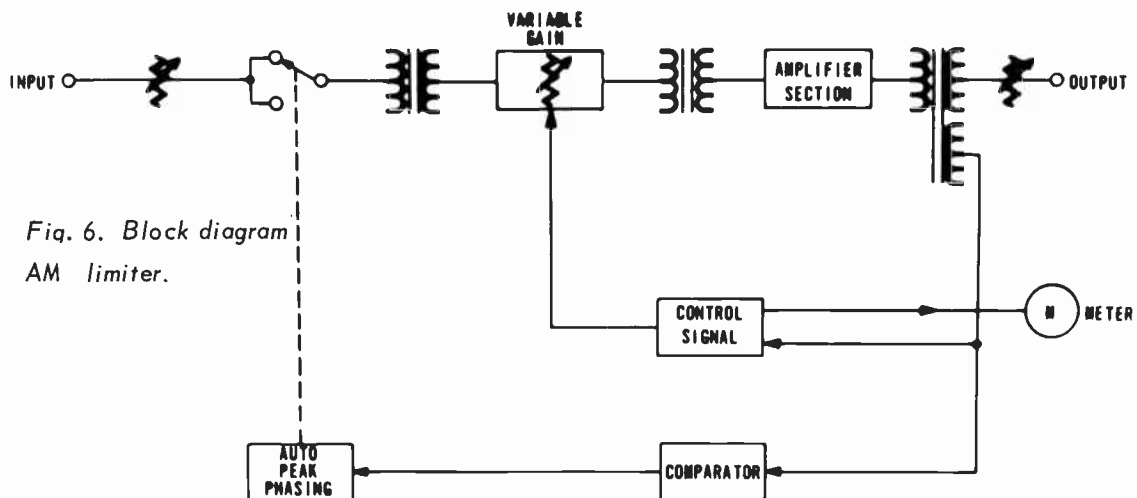 VARIABLE
GAIN
INPUT
AMPLIFIER
SECTION
OUTPUT
Fig. 6. Block diagram
AM limiter.
CONTROL
SIGNAL
M
METER
AUTO
PEAK
PHASING
COMPARATOR